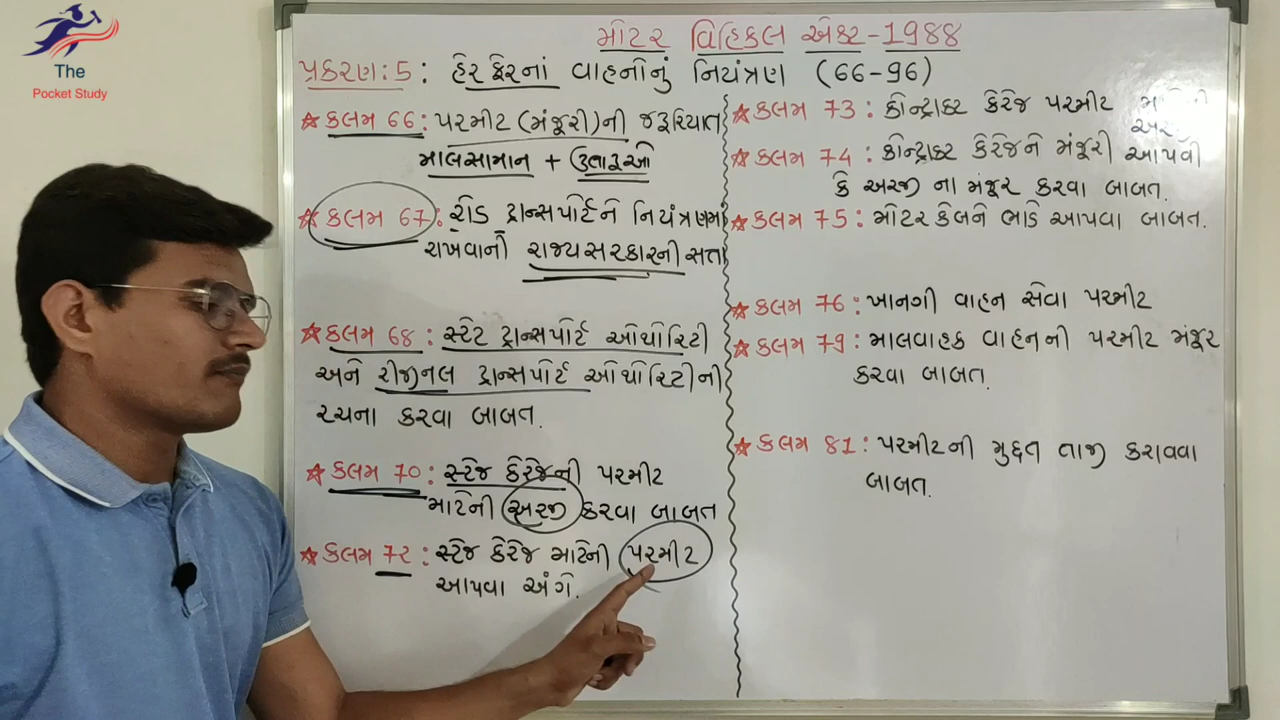 The
Pocket Study
મોટર વિહિકલ એક્ટ-1988
પ્રકરણ:5 : હેરફેરનાં વાહનોનું નિયંત્રણ (66-96)
☆ કલમ 66: પરમીટ (મંજૂરી)ની જરૂરિયાત
માલસામાન + ઉતારૂઓ
☆ કલમ 67: રોડ ટ્રાન્સપોર્ટને નિયંત્રણમાં
રાખવાની રાજ્યસરકારની સત્તા
☆ કલમ 68 : સ્ટેટ ટ્રાન્સપોર્ટ ઓથોરિટી
અને રીજીનલ ટ્રાન્સપોર્ટ ઓથોરિટીની
રચના કરવા બાબત.
☆ કલમ 70 : સ્ટેજ કેરેજની પરમીટ
માટેની અરજી કરવા બાબત
☆ કલમ 72 : સ્ટેજ કેરેજ માટેની પરમીટ
આપવા અંગે.
☆ કલમ 73 : કોન્ટ્રાક્ટ કેરેજ પરમીટ
☆ કલમ 74 : કોન્ટ્રાક્ટ કેરેજને મંજૂરી આપવી
કે અરજી ના મંજૂર કરવા બાબત.
☆ કલમ 75 : મોટર કેબને ભાડે આપવા બાબત.
☆ કલમ 76 : ખાનગી વાહન સેવા પરમીટ
☆ કલમ 79 : માલવાહક વાહનની પરમીટ મંજૂર
કરવા બાબત.
☆ કલમ 81 : પરમીટની મુદ્દત તાજી કરાવવા
બાબત.